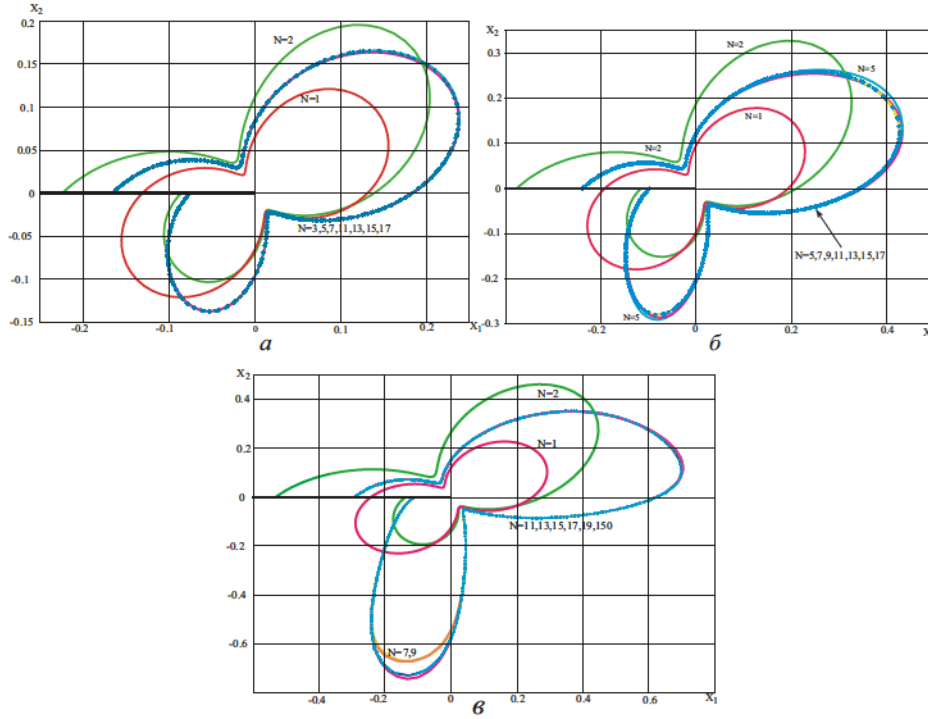 X₂
0.2
N=2
0.15
N=1
0.1
0.05
0
-0.05
N=3,5,7,11,13,15,17
-0.1
-0.15
-0.2
-0.1
0
0.1
0.2
X₁
а
X₂
0.3
N=2
N=5
0.2
N=1
0.1
N=2
0
-0.1
N=5,7,9,11,13,15,17
-0.2
N=5
-0.3
-0.2
0
0.2
0.4
X
б
X₂
0.4
N=2
0.2
N=1
0
N=11,13,15,17,19,150
-0.2
-0.4
-0.6
N=7,9
-0.4
-0.2
0
0.2
0.4
0.6
X₁
в